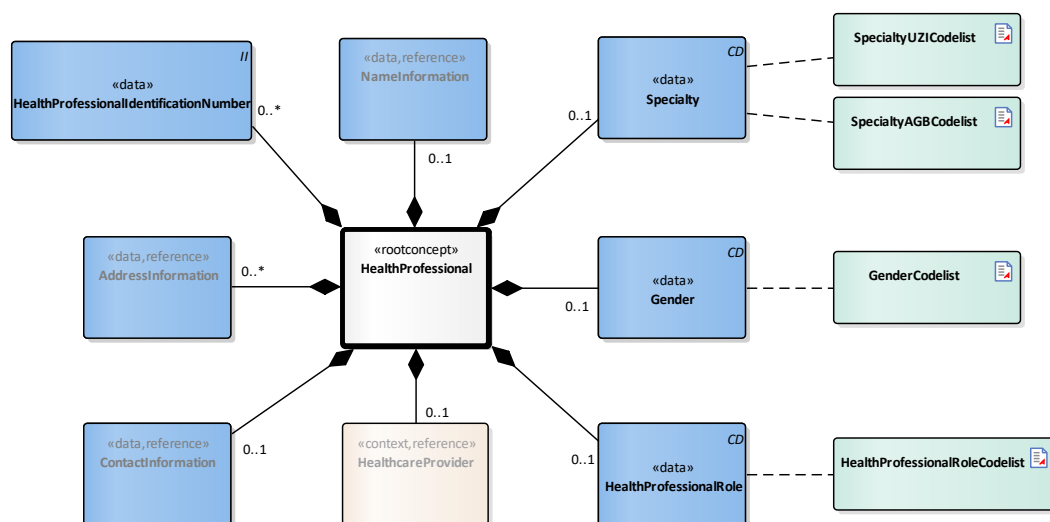 II
«data»
HealthProfessionalIdentificationNumber
0..*
«data,reference»
NameInformation
0..1
CD
«data»
Specialty
0..1
SpecialtyUZICodelist
SpecialtyAGBCodelist
«rootconcept»
HealthProfessional
«data,reference»
AddressInformation
0..*
CD
«data»
Gender
0..1
GenderCodelist
«data,reference»
ContactInformation
0..1
«context,reference»
HealthcareProvider
0..1
CD
«data»
HealthProfessionalRole
0..1
HealthProfessionalRoleCodelist